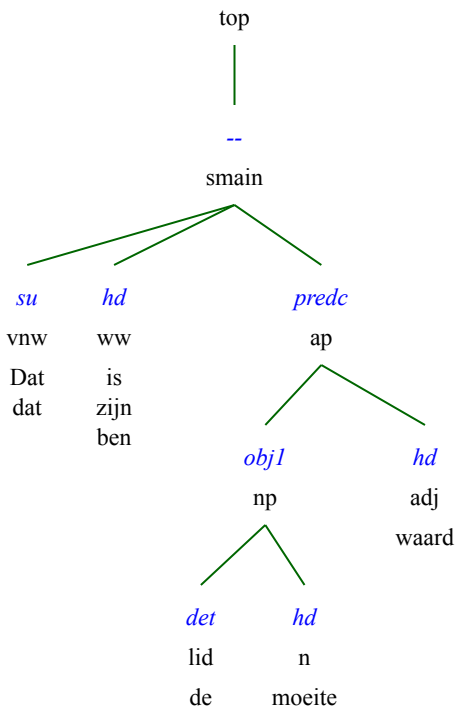 top
--
smain
su hd predc
vnw ww ap
Dat is
dat zijn
ben
obj1 hd
np adj
waard
det hd
lid n
de moeite